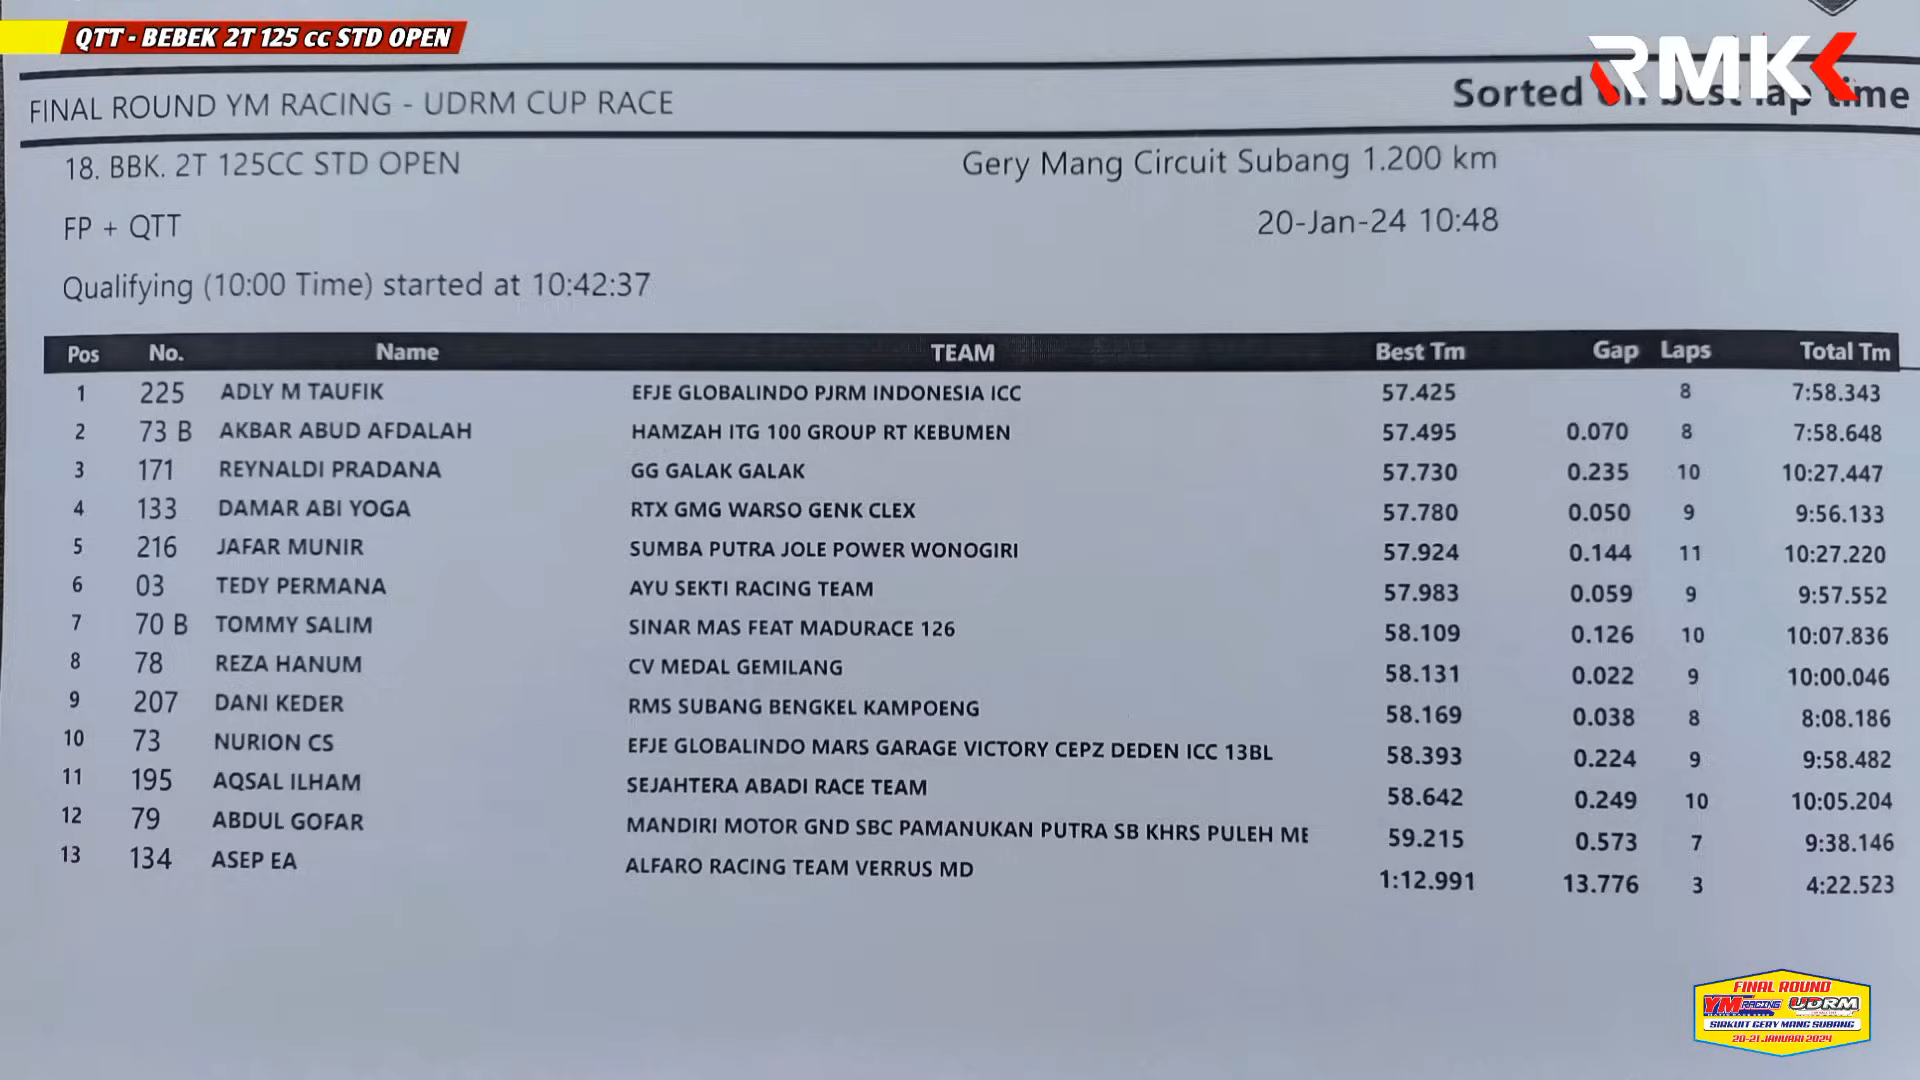 QTT - BEBEK 2T 125 cc STD OPEN
RMK
FINAL ROUND YM RACING - UDRM CUP RACE
Sorted on best lap time
18. BBK. 2T 125CC STD OPEN
Gery Mang Circuit Subang 1.200 km
FP + QTT
20-Jan-24 10:48
Qualifying (10:00 Time) started at 10:42:37
Pos No. Name TEAM Best Tm Gap Laps Total Tm
1 225 ADLY M TAUFIK EFJE GLOBALINDO PJRM INDONESIA ICC 57.425 8 7:58.343
2 73 B AKBAR ABUD AFDALAH HAMZAH ITG 100 GROUP RT KEBUMEN 57.495 0.070 8 7:58.648
3 171 REYNALDI PRADANA GG GALAK GALAK 57.730 0.235 10 10:27.447
4 133 DAMAR ABI YOGA RTX GMG WARSO GENK CLEX 57.780 0.050 9 9:56.133
5 216 JAFAR MUNIR SUMBA PUTRA JOLE POWER WONOGIRI 57.924 0.144 11 10:27.220
6 03 TEDY PERMANA AYU SEKTI RACING TEAM 57.983 0.059 9 9:57.552
7 70 B TOMMY SALIM SINAR MAS FEAT MADURACE 126 58.109 0.126 10 10:07.836
8 78 REZA HANUM CV MEDAL GEMILANG 58.131 0.022 9 10:00.046
9 207 DANI KEDER RMS SUBANG BENGKEL KAMPOENG 58.169 0.038 8 8:08.186
10 73 NURION CS EFJE GLOBALINDO MARS GARAGE VICTORY CEPZ DEDEN ICC 13BL 58.393 0.224 9 9:58.482
11 195 AQSAL ILHAM SEJAHTERA ABADI RACE TEAM 58.642 0.249 10 10:05.204
12 79 ABDUL GOFAR MANDIRI MOTOR GND SBC PAMANUKAN PUTRA SB KHRS PULEH ME 59.215 0.573 7 9:38.146
13 134 ASEP EA ALFARO RACING TEAM VERRUS MD 1:12.991 13.776 3 4:22.523
FINAL ROUND
YM RACING UDRM
SIRKUIT GERY MANG SUBANG
20-21 JANUARI 2024